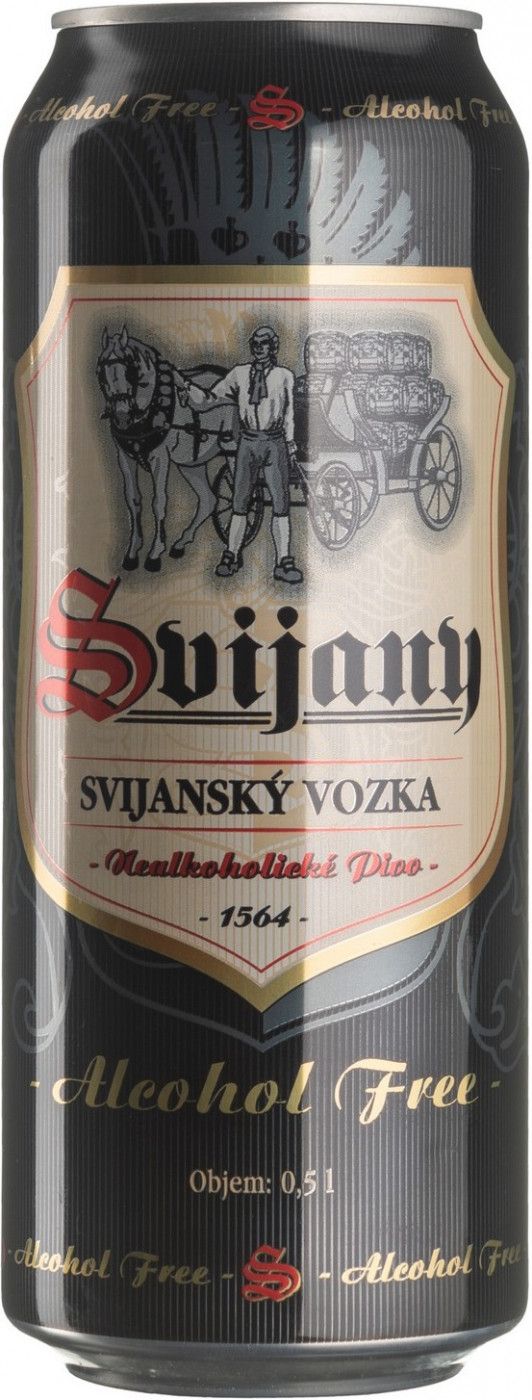 Alcohol Free - S - Alcohol Free
Svijany
SVIJANSKÝ VOZKA
- Nealkoholické Pivo -
- 1564 -
- Alcohol Free -
Objem: 0,5 l
- Alcohol Free - S - Alcohol Free